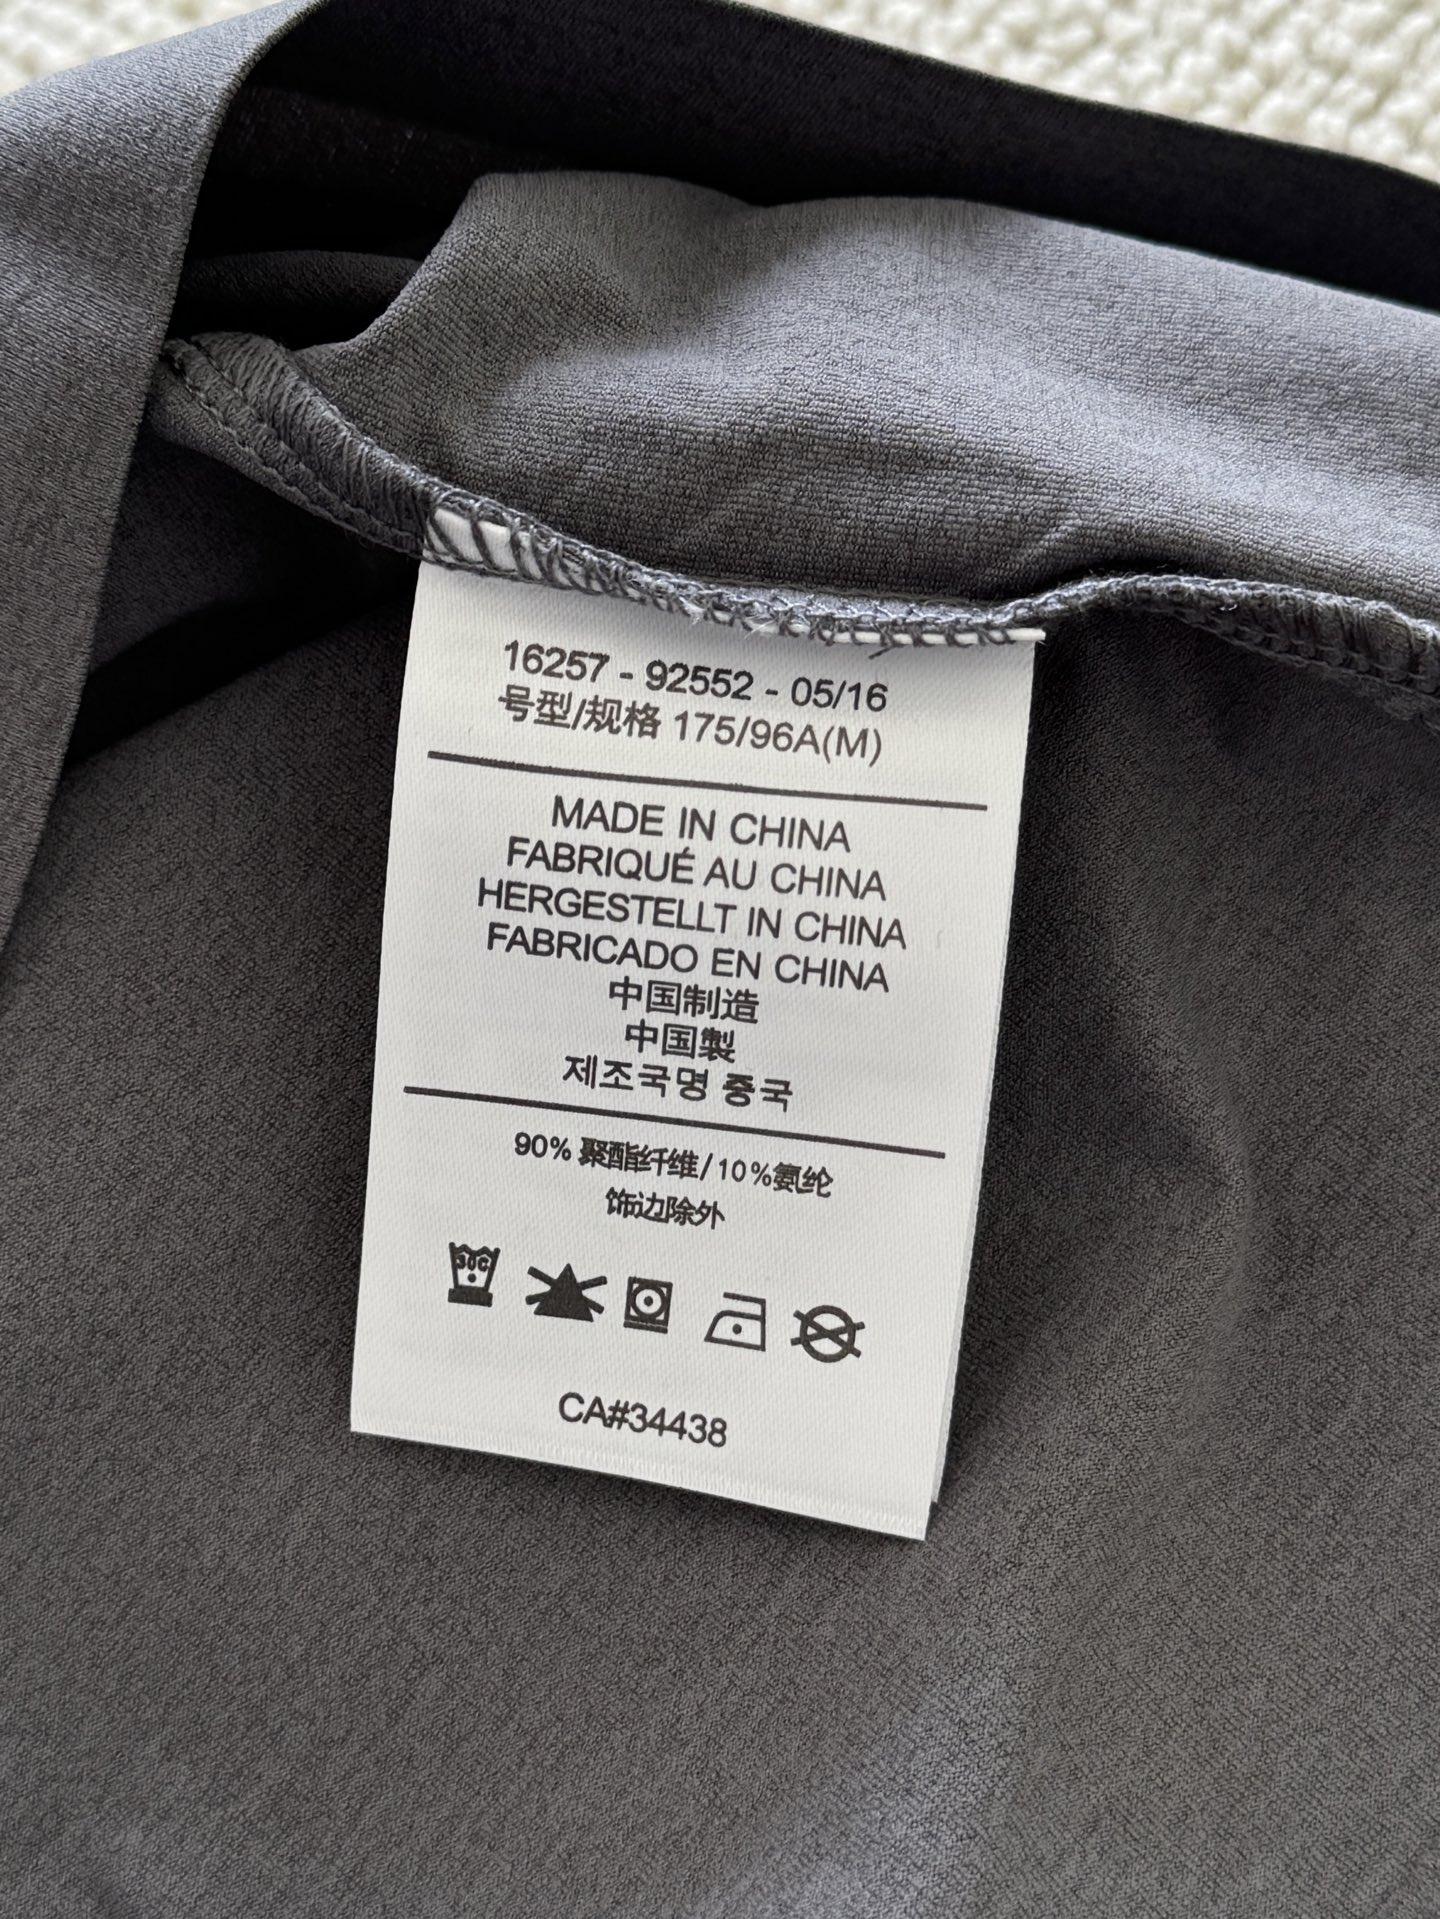 16257 - 92552 - 05/16
号型/规格 175/96A(M)
MADE IN CHINA
FABRIQUÉ AU CHINA
HERGESTELLT IN CHINA
FABRICADO EN CHINA
中国制造
中国製
제조국명 중국
90% 聚酯纤维/10%氨纶
饰边除外
30C
CA#34438